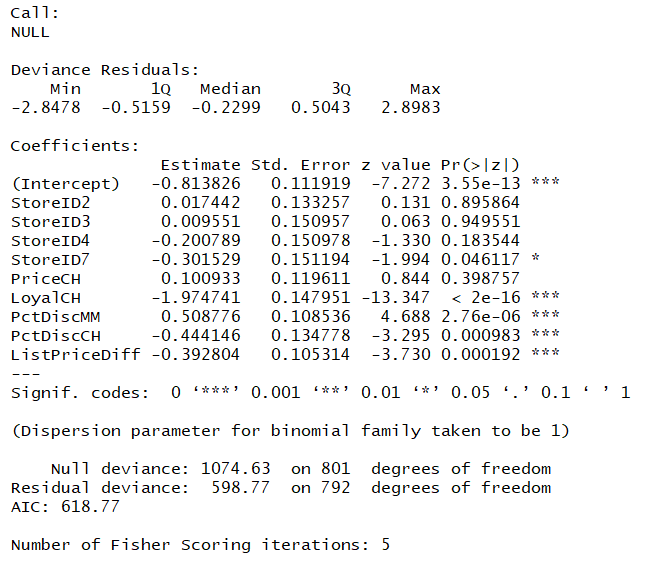 Call:
NULL
Deviance Residuals:
Min 1Q Median 3Q Max
-2.8478 -0.5159 -0.2299 0.5043 2.8983
Coefficients:
Estimate Std. Error z value Pr(>|z|)
(Intercept) -0.813826 0.111919 -7.272 3.55e-13 ***
StoreID2 0.017442 0.133257 0.131 0.895864
StoreID3 0.009551 0.150957 0.063 0.949551
StoreID4 -0.200789 0.150978 -1.330 0.183544
StoreID7 -0.301529 0.151194 -1.994 0.046117 *
PriceCH 0.100933 0.119611 0.844 0.398757
LoyalCH -1.974741 0.147951 -13.347 < 2e-16 ***
PctDiscMM 0.508776 0.108536 4.688 2.76e-06 ***
PctDiscCH -0.444146 0.134778 -3.295 0.000983 ***
ListPriceDiff -0.392804 0.105314 -3.730 0.000192 ***
---
Signif. codes: 0 ‘***’ 0.001 ‘**’ 0.01 ‘*’ 0.05 ‘.’ 0.1 ‘ ’ 1
(Dispersion parameter for binomial family taken to be 1)
Null deviance: 1074.63 on 801 degrees of freedom
Residual deviance: 598.77 on 792 degrees of freedom
AIC: 618.77
Number of Fisher Scoring iterations: 5